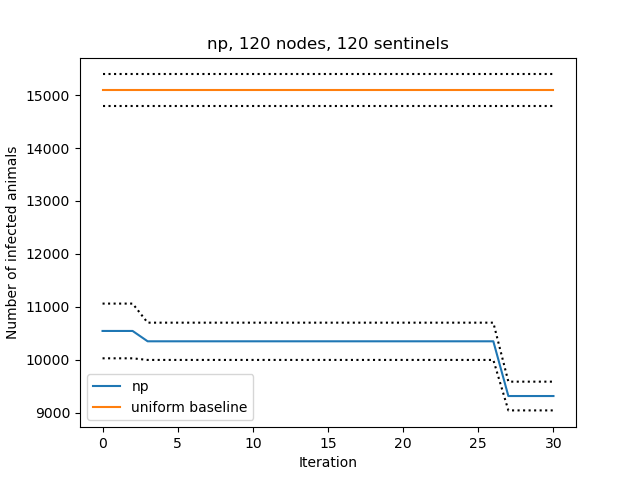 np, 120 nodes, 120 sentinels
Number of infected animals
15000
14000
13000
12000
11000
10000
9000
np
uniform baseline
0 5 10 15 20 25 30
Iteration